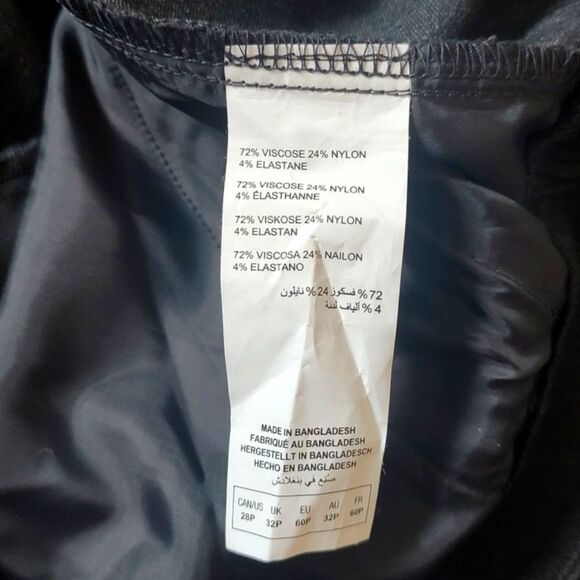 72% VISCOSE 24% NYLON
4% ELASTANE
72% VISCOSE 24% NYLON
4% ÉLASTHANNE
72% VISKOSE 24% NYLON
4% ELASTAN
72% VISCOSA 24% NAILON
4% ELASTANO
72% فسكوز 24% نايلون
4% ألياف لينة
MADE IN BANGLADESH
FABRIQUÉ AU BANGLADESH
HERGESTELLT IN BANGLADESCH
HECHO EN BANGLADESH
صُنِع في بنغلادش
CAN/US UK EU AU FR
28P 32P 60P 32P 60P